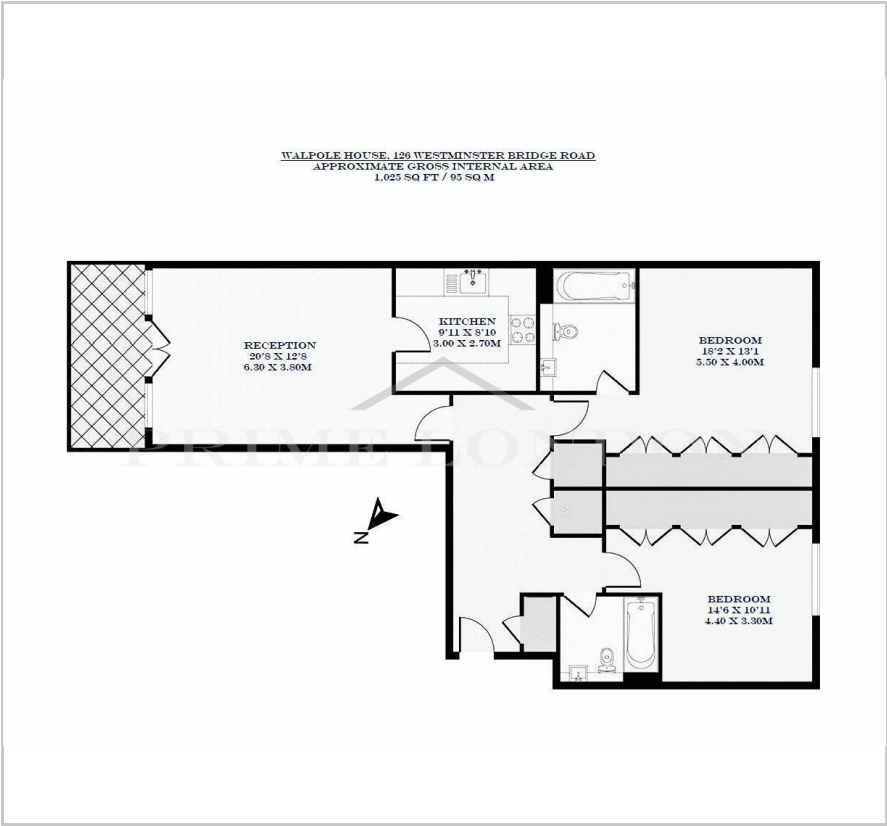 WALPOLE HOUSE, 126 WESTMINSTER BRIDGE ROAD
APPROXIMATE GROSS INTERNAL AREA
1,025 SQ FT / 95 SQ M
KITCHEN
9'11 X 8'10
3.00 X 2.70M
RECEPTION
20'8 X 12'8
6.30 X 3.80M
BEDROOM
18'2 X 13'1
5.50 X 4.00M
PRIME LONDON
N
BEDROOM
14'6 X 10'11
4.40 X 3.30M